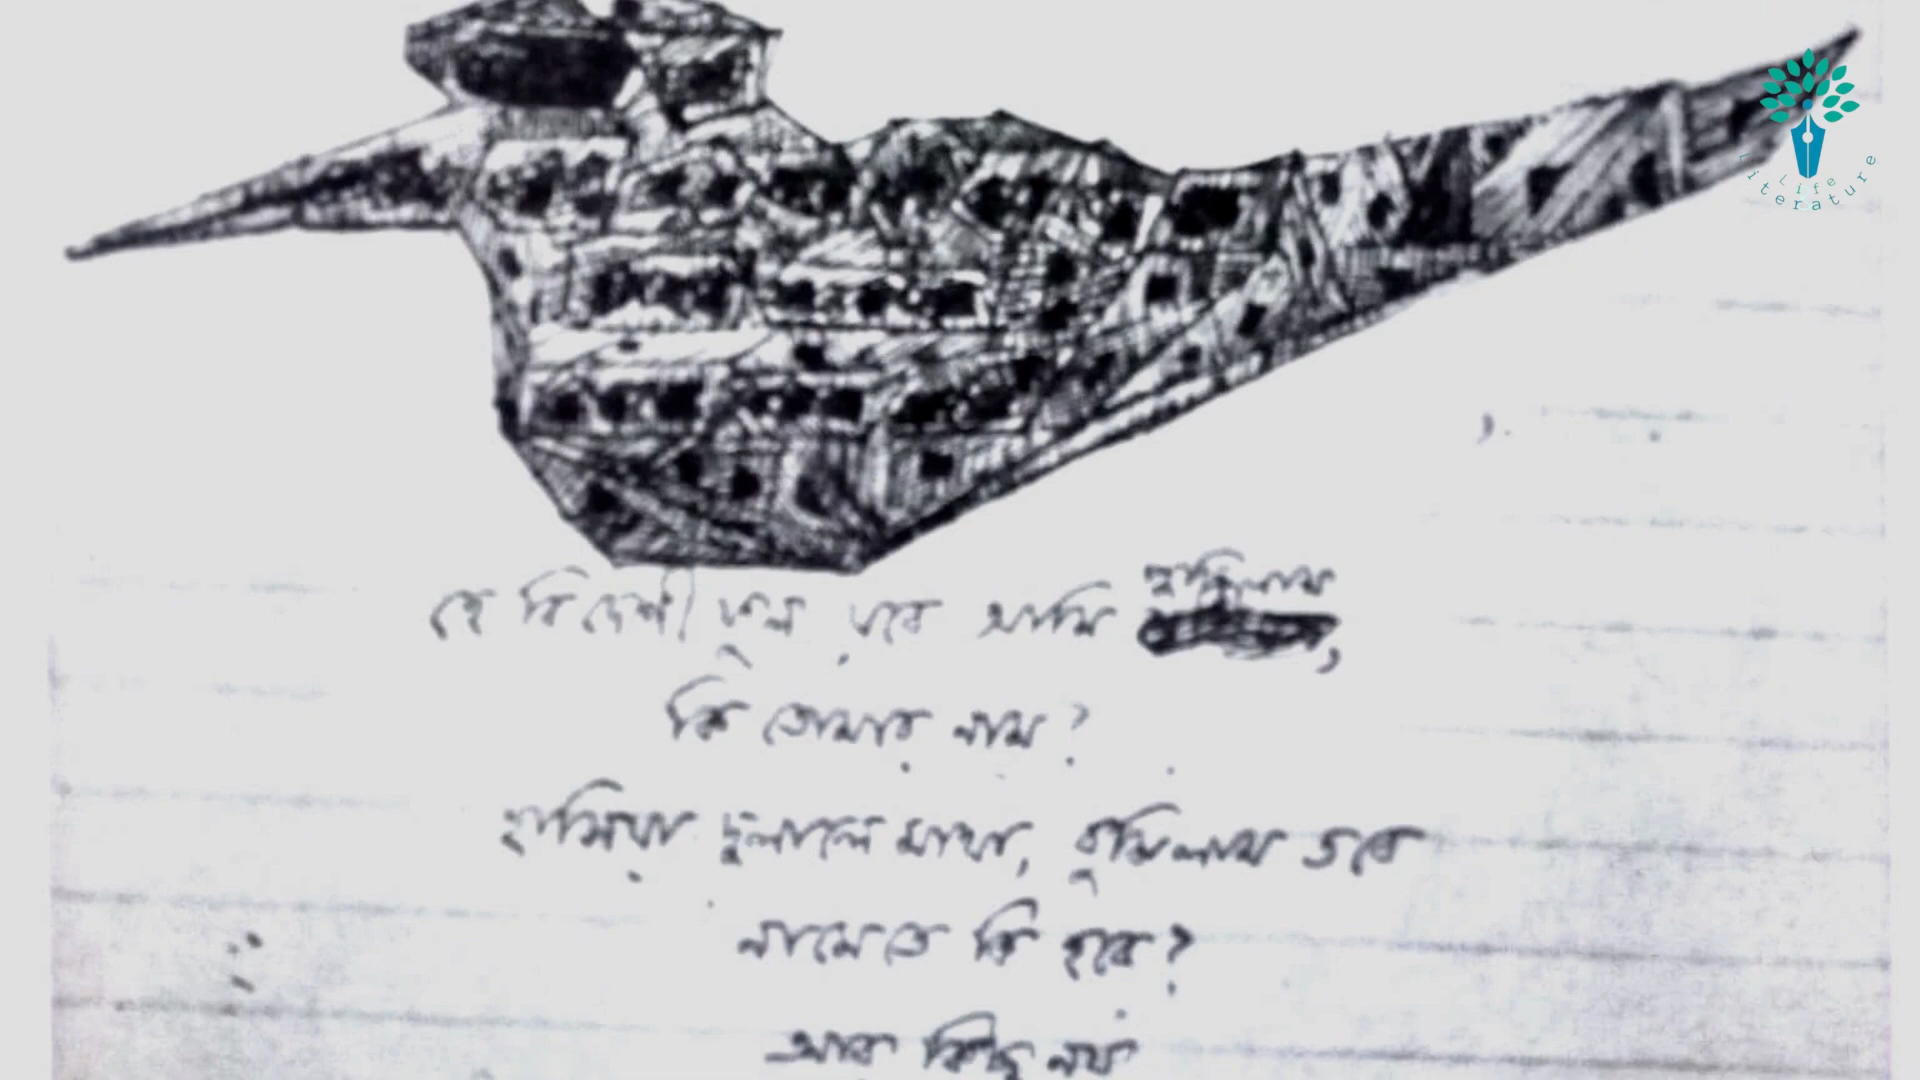 Life
Literature
হে বিদেশী ফুল যবে আমি পুছিলাম,
কি তোমার নাম?
হাসিয়া দুলালে মাথা, বুঝিলাম তবে
নামেতে কি হবে?
আর কিছু নয়